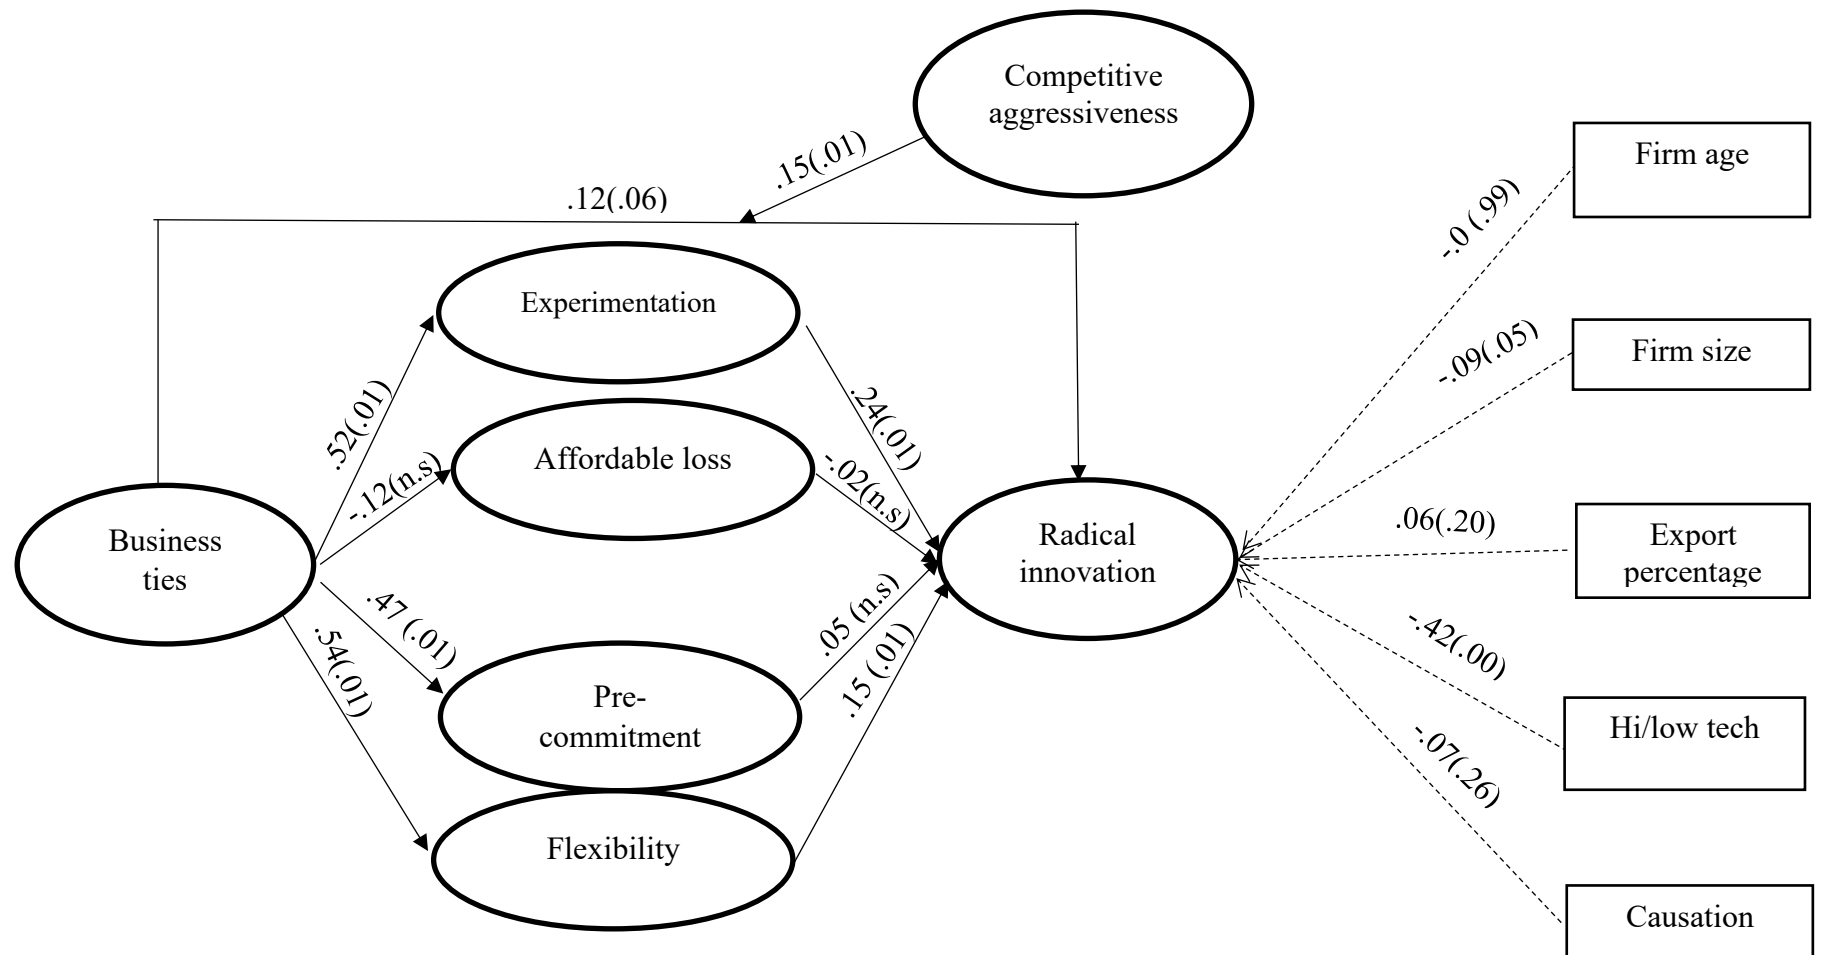 Competitive
aggressiveness
.15(.01)
.12(.06)
Firm age
-.0 (.99)
Experimentation
.52(.01)
.24(.01)
Firm size
-.09(.05)
Affordable loss
-.12(n.s)
-.02(n.s)
Business
ties
Radical
innovation
Export
percentage
.06(.20)
.47 (.01)
.05 (n.s)
.54(.01)
.15 (.01)
-.42(.00)
Pre-
commitment
Hi/low tech
-.07(.26)
Flexibility
Causation